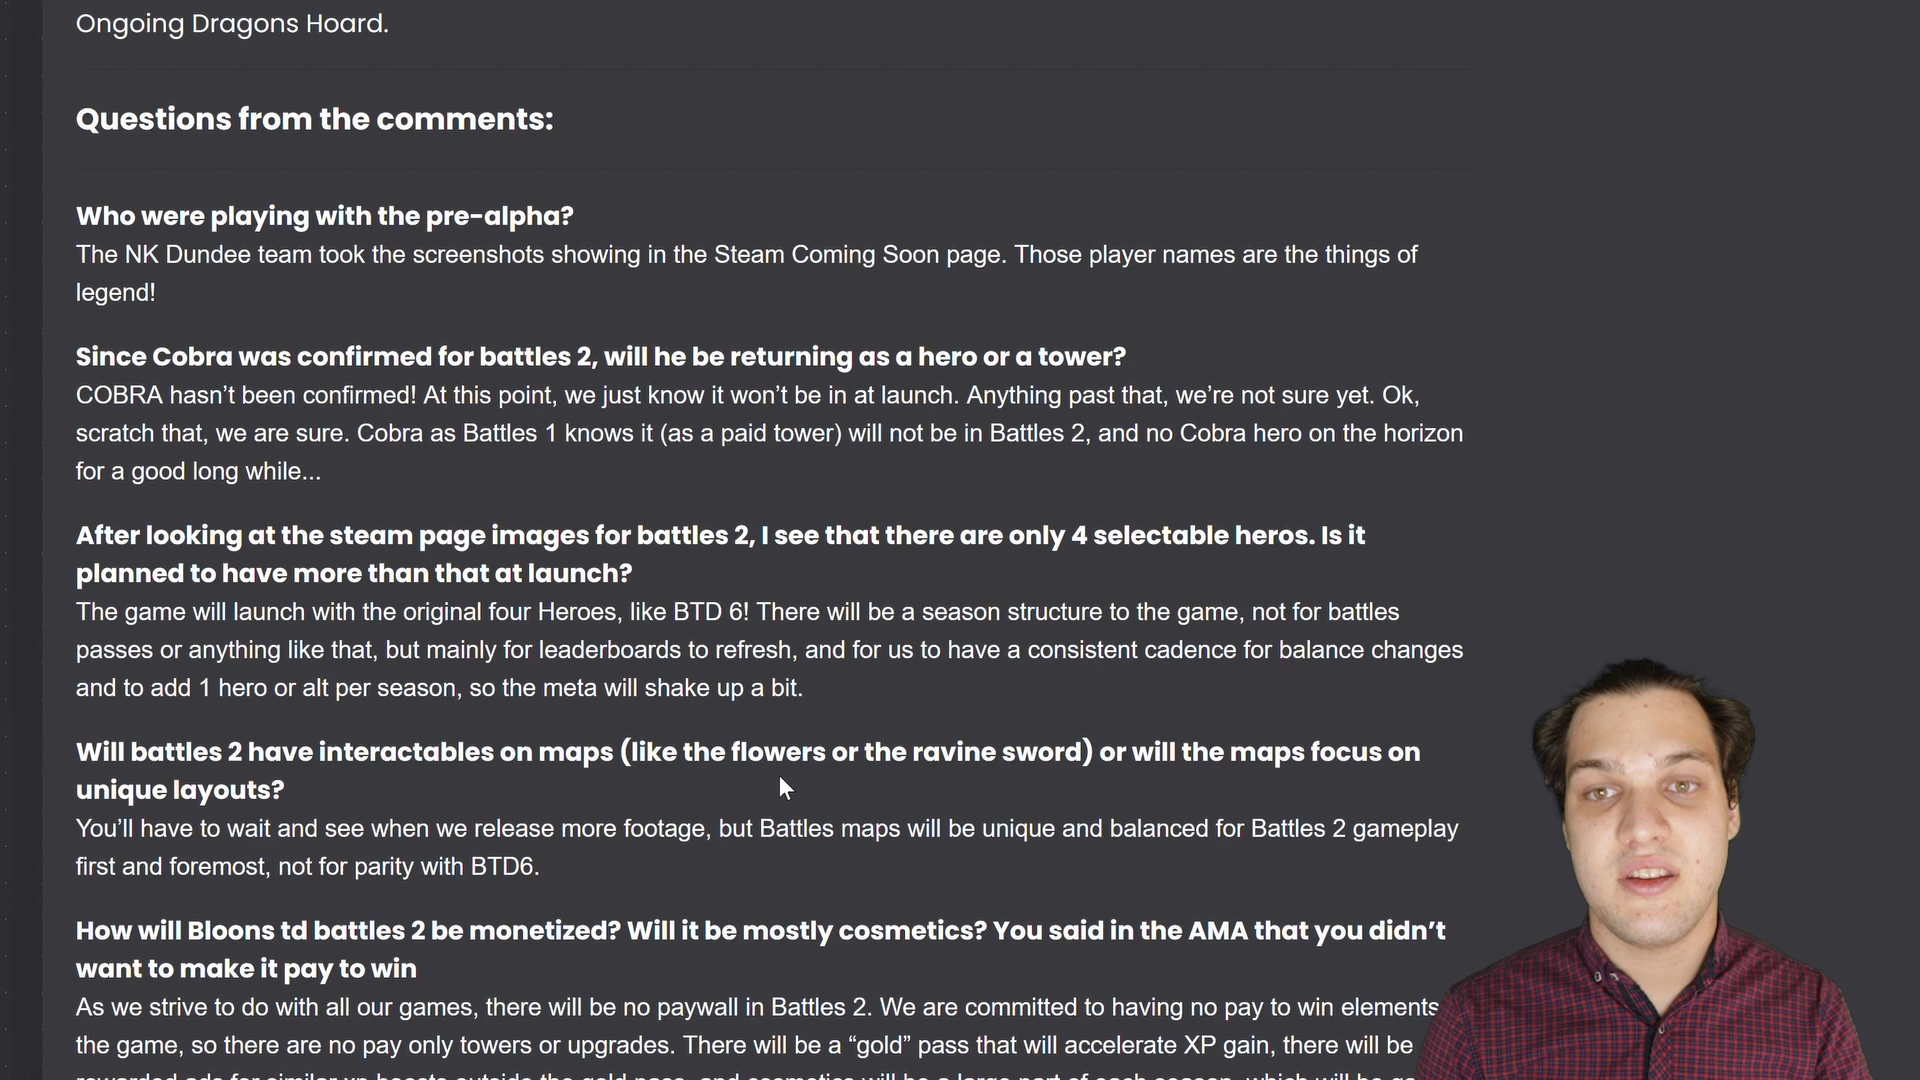 Ongoing Dragons Hoard.
Questions from the comments:
Who were playing with the pre-alpha?
The NK Dundee team took the screenshots showing in the Steam Coming Soon page. Those player names are the things of
legend!
Since Cobra was confirmed for battles 2, will he be returning as a hero or a tower?
COBRA hasn't been confirmed! At this point, we just know it won't be in at launch. Anything past that, we're not sure yet. Ok,
scratch that, we are sure. Cobra as Battles 1 knows it (as a paid tower) will not be in Battles 2, and no Cobra hero on the horizon
for a good long while...
After looking at the steam page images for battles 2, I see that there are only 4 selectable heros. Is it
planned to have more than that at launch?
The game will launch with the original four Heroes, like BTD 6! There will be a season structure to the game, not for battles
passes or anything like that, but mainly for leaderboards to refresh, and for us to have a consistent cadence for balance changes
and to add 1 hero or alt per season, so the meta will shake up a bit.
Will battles 2 have interactables on maps (like the flowers or the ravine sword) or will the maps focus on
unique layouts?
You'll have to wait and see when we release more footage, but Battles maps will be unique and balanced for Battles 2 gameplay
first and foremost, not for parity with BTD6.
How will Bloons td battles 2 be monetized? Will it be mostly cosmetics? You said in the AMA that you didn't
want to make it pay to win
As we strive to do with all our games, there will be no paywall in Battles 2. We are committed to having no pay to win elements
the game, so there are no pay only towers or upgrades. There will be a “gold” pass that will accelerate XP gain, there will be